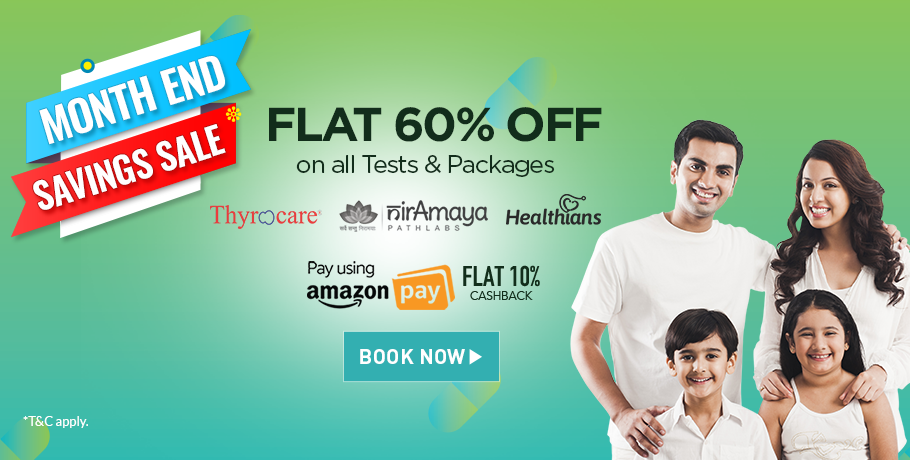 MONTH END
SAVINGS SALE*
FLAT 60% OFF
on all Tests & Packages
Thyrocare
nirAmaya
PATHLABS
Healthians
Pay using
amazon pay
FLAT 10%
CASHBACK
BOOK NOW
*T&C apply.